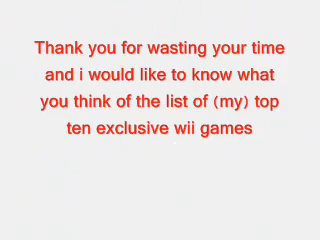 Thank you for wasting your time
and i would like to know what
you think of the list of (my) top
ten exclusive wii games